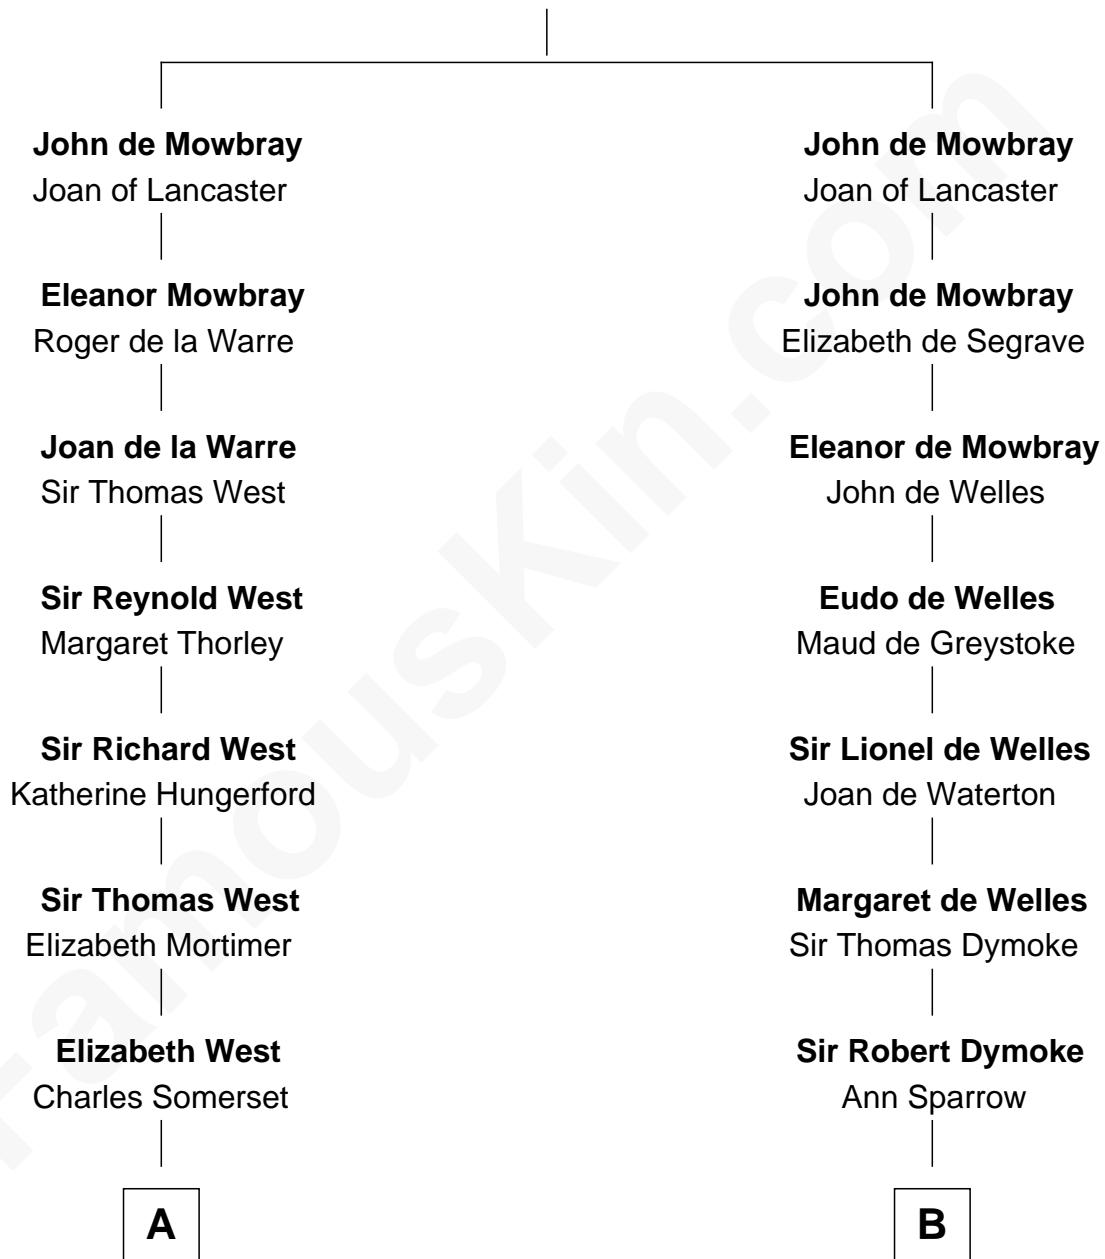 John de Mowbray
Joan of Lancaster
Eleanor Mowbray
Roger de la Warre
Joan de la Warre
Sir Thomas West
Sir Reynold West
Margaret Thorley
Sir Richard West
Katherine Hungerford
Sir Thomas West
Elizabeth Mortimer
Elizabeth West
Charles Somerset
A
John de Mowbray
Joan of Lancaster
John de Mowbray
Elizabeth de Segrave
Eleanor de Mowbray
John de Welles
Eudo de Welles
Maud de Greystoke
Sir Lionel de Welles
Joan de Waterton
Margaret de Welles
Sir Thomas Dymoke
Sir Robert Dymoke
Ann Sparrow
B
FamousKin.com